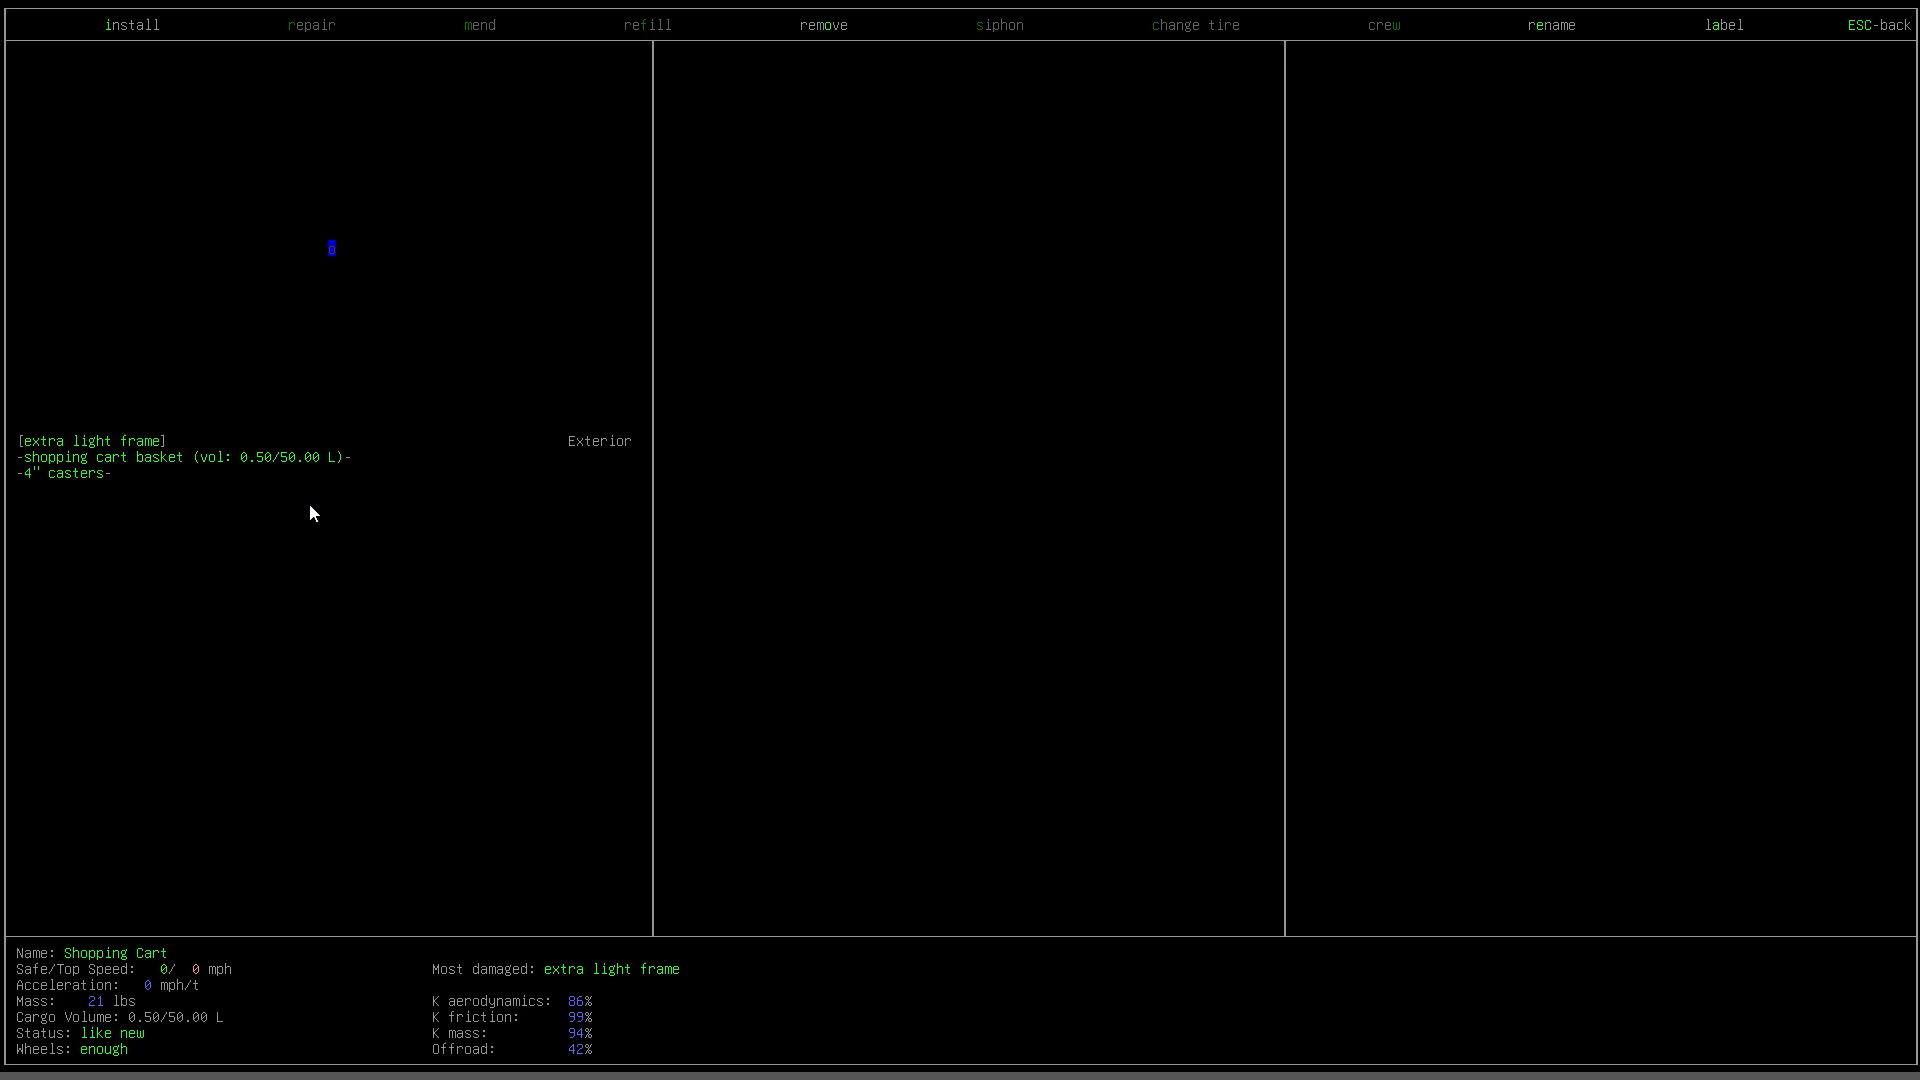 install repair mend refill remove siphon change tire crew rename label ESC-back
o
[extra light frame] Exterior
-shopping cart basket (vol: 0.50/50.00 L)-
-4" casters-
Name: Shopping Cart
Safe/Top Speed: 0/ 0 mph Most damaged: extra light frame
Acceleration: 0 mph/t
Mass: 21 lbs K aerodynamics: 86%
Cargo Volume: 0.50/50.00 L K friction: 99%
Status: like new K mass: 94%
Wheels: enough Offroad: 42%